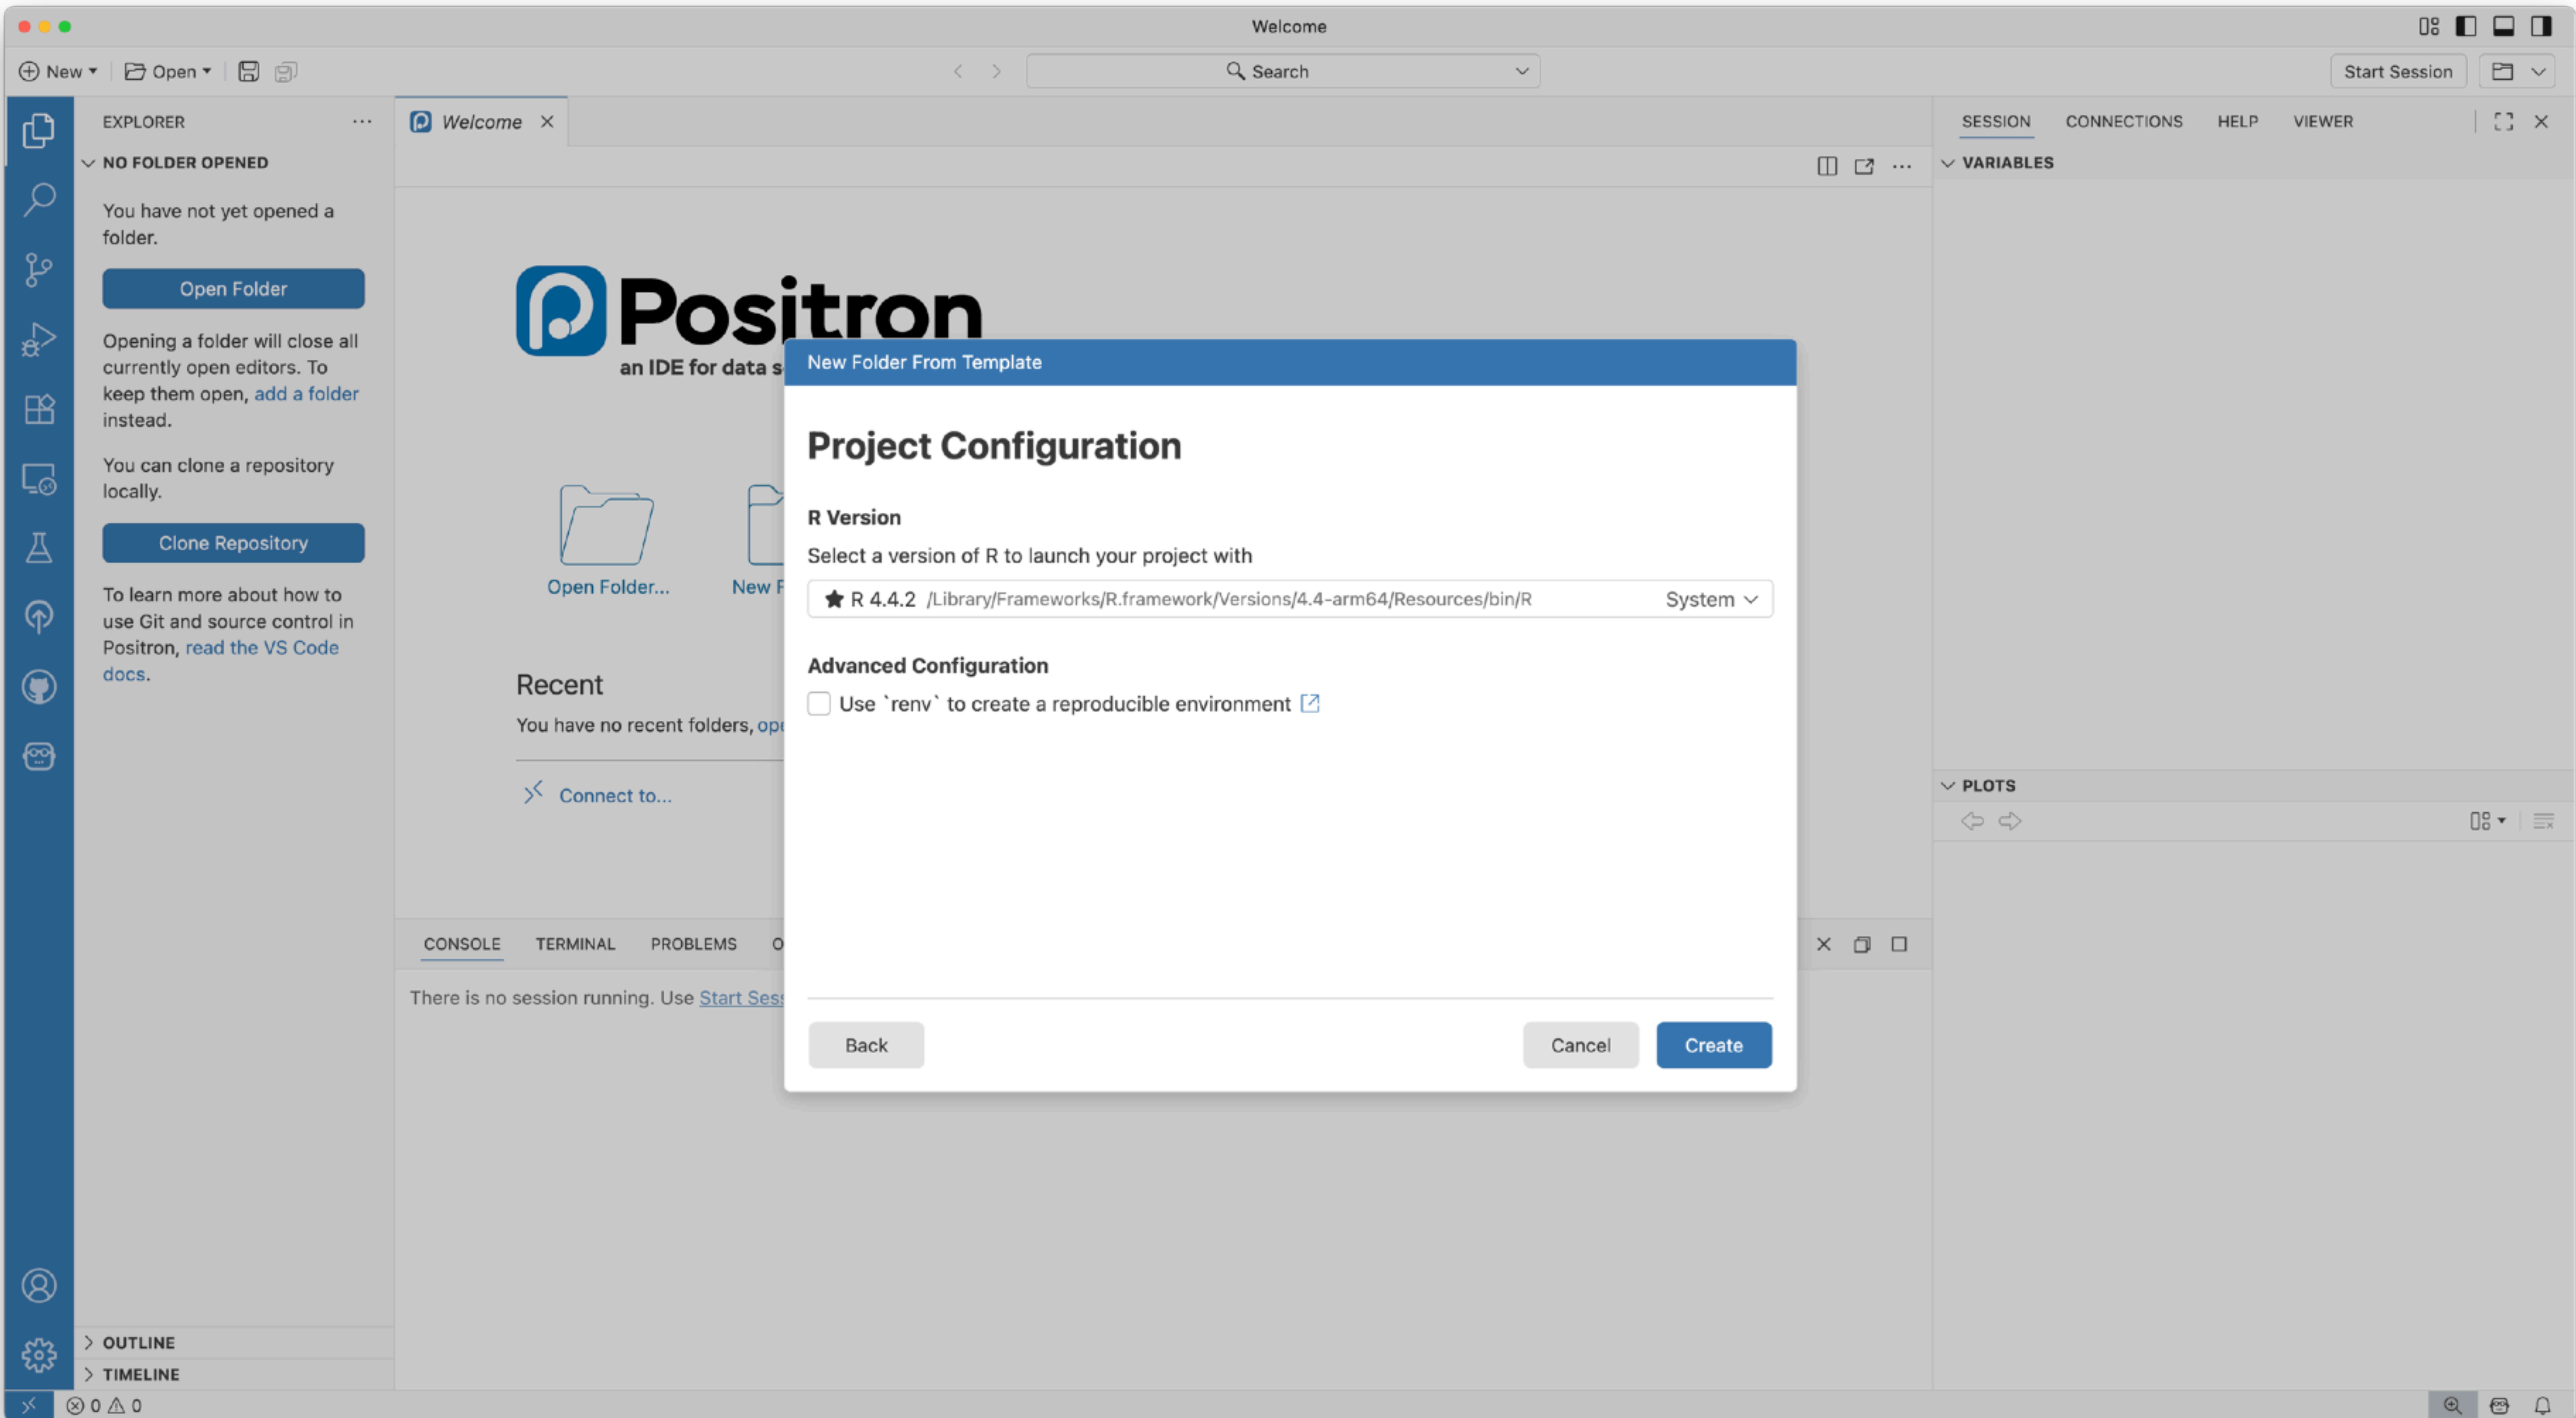 Welcome
New
Open
Search
Start Session
EXPLORER
NO FOLDER OPENED
You have not yet opened a
folder.
Open Folder
Opening a folder will close all
currently open editors. To
keep them open, add a folder
instead.
You can clone a repository
locally.
Clone Repository
To learn more about how to
use Git and source control in
Positron, read the VS Code
docs.
OUTLINE
TIMELINE
Welcome
Positron
an IDE for data s
Open Folder...
New F
Recent
You have no recent folders, ope
Connect to...
New Folder From Template
Project Configuration
R Version
Select a version of R to launch your project with
R 4.4.2 /Library/Frameworks/R.framework/Versions/4.4-arm64/Resources/bin/R System
Advanced Configuration
Use `renv` to create a reproducible environment
Back
Cancel
Create
CONSOLE TERMINAL PROBLEMS O
There is no session running. Use Start Sess
SESSION CONNECTIONS HELP VIEWER
VARIABLES
PLOTS
0 0